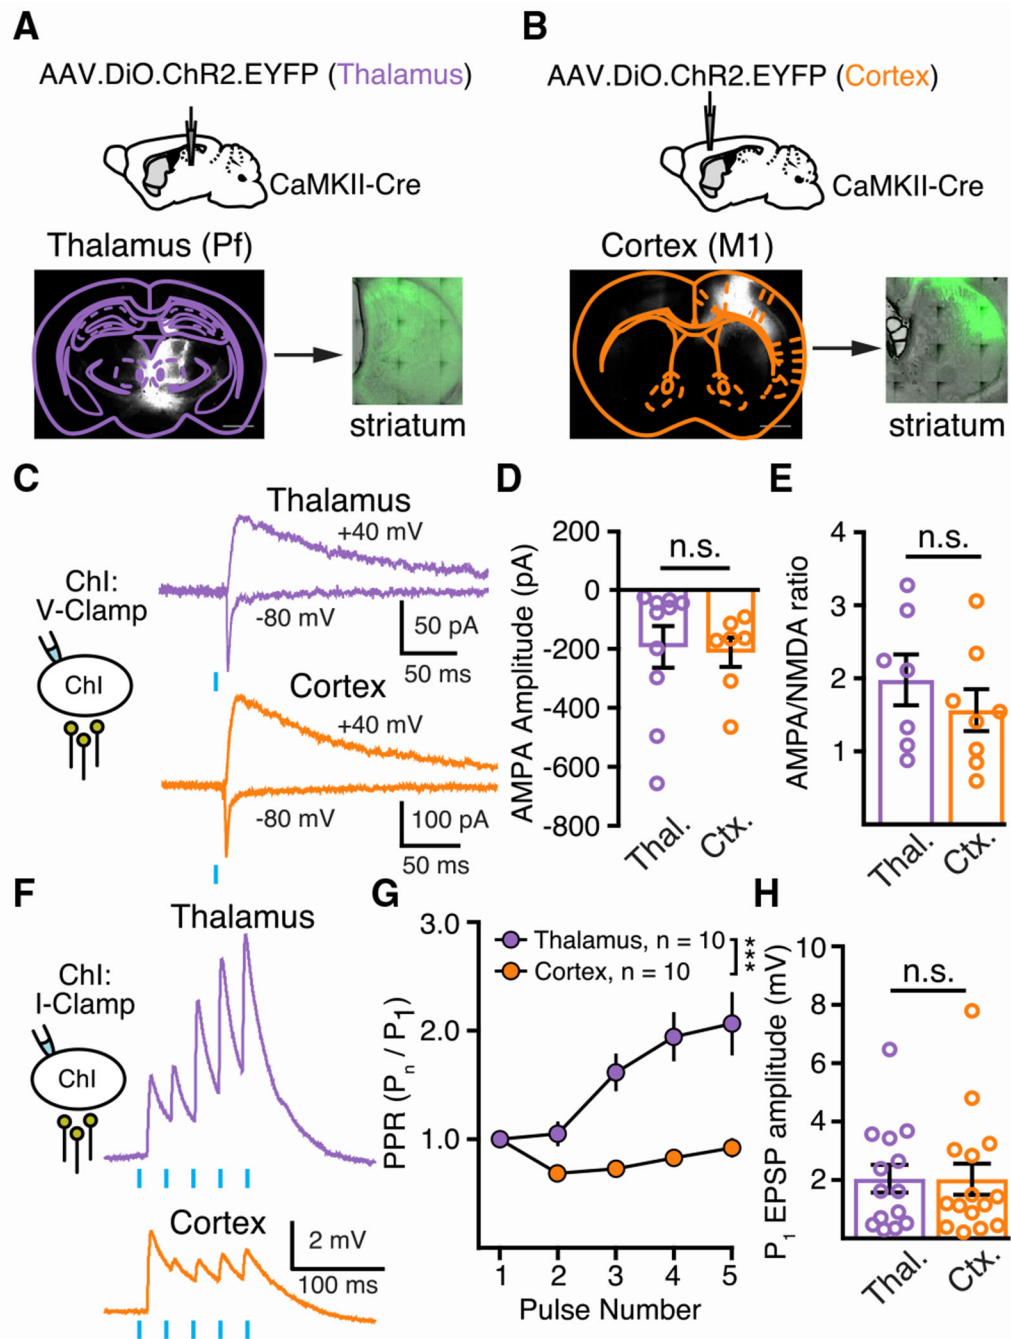 A
AAV.DiO.ChR2.EYFP (Thalamus)
CaMKII-Cre
Thalamus (Pf)
striatum
B
AAV.DiO.ChR2.EYFP (Cortex)
CaMKII-Cre
Cortex (M1)
striatum
C
ChI:
V-Clamp
ChI
Thalamus
+40 mV
-80 mV
50 pA
50 ms
Cortex
+40 mV
-80 mV
100 pA
50 ms
D
AMPA Amplitude (pA)
200
0
-200
-400
-600
-800
n.s.
Thal.
Ctx.
E
AMPA/NMDA ratio
4
3
2
1
n.s.
Thal.
Ctx.
F
ChI:
I-Clamp
ChI
Thalamus
Cortex
2 mV
100 ms
G
PPR (Pn / P1)
3.0
2.0
1.0
Thalamus, n = 10
Cortex, n = 10
***
1 2 3 4 5
Pulse Number
H
P1 EPSP amplitude (mV)
10
8
6
4
2
n.s.
Thal.
Ctx.